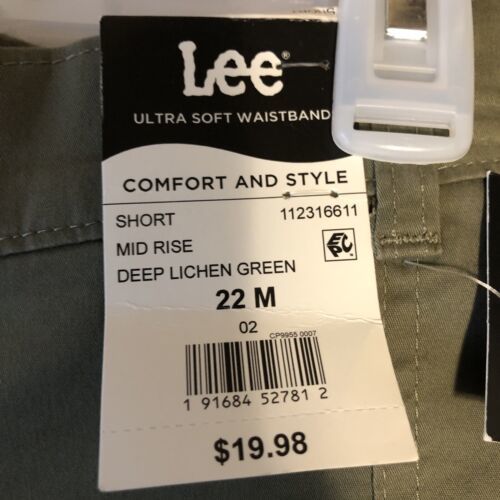 Lee®
ULTRA SOFT WAISTBAND
COMFORT AND STYLE
SHORT 112316611
MID RISE
DEEP LICHEN GREEN
EPC
22 M
02
CP9955 0007
1 91684 52781 2
$19.98